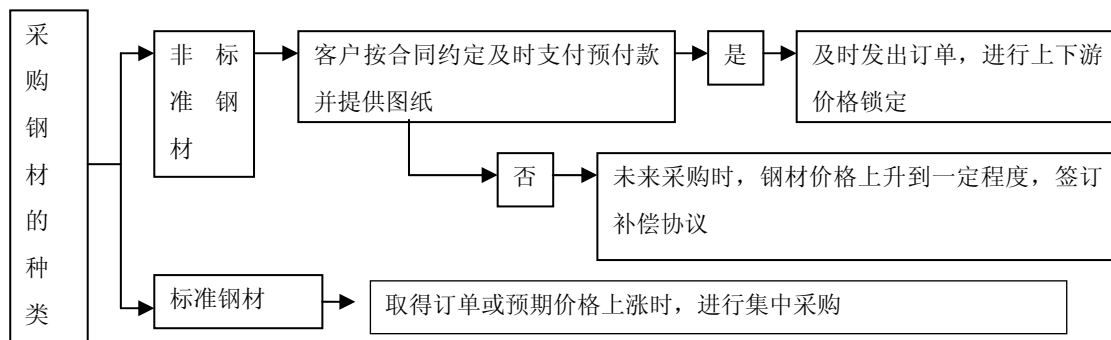 采购钢材的种类
非标准钢材
客户按合同约定及时支付预付款
并提供图纸
是
及时发出订单，进行上下游
价格锁定
否
未来采购时，钢材价格上升到一定程度，签订
补偿协议
标准钢材
取得订单或预期价格上涨时，进行集中采购